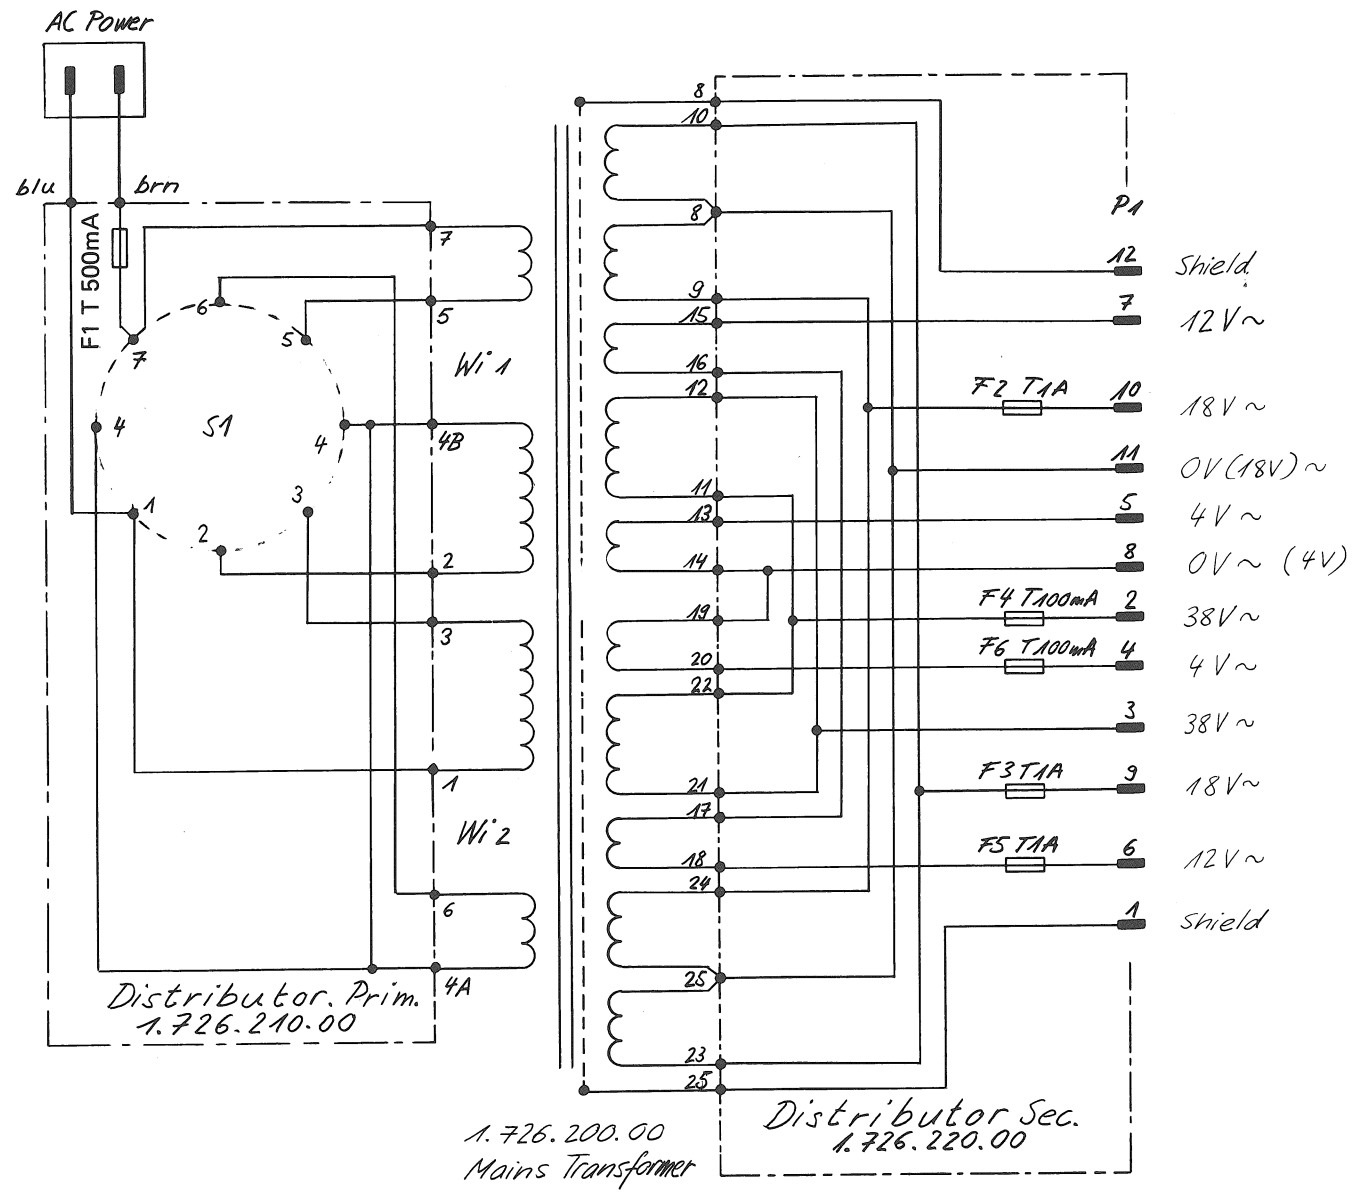 AC Power
blu
brn
F1 T 500mA
7
5
6
5
7
Wi 1
4
S1
4
4B
1
3
2
2
3
1
Wi 2
6
4A
Distributor. Prim.
1.726.210.00
8
10
8
9
15
16
12
11
13
14
19
20
22
21
17
18
24
25
23
25
P1
12 Shield
7 12V~
F2 T1A 10 18V~
11 0V(18V)~
5 4V~
8 0V~ (4V)
F4 T100mA 2 38V~
F6 T100mA 4 4V~
3 38V~
F3 T1A 9 18V~
F5 T1A 6 12V~
1 Shield
Distributor Sec.
1.726.220.00
1.726.200.00
Mains Transformer